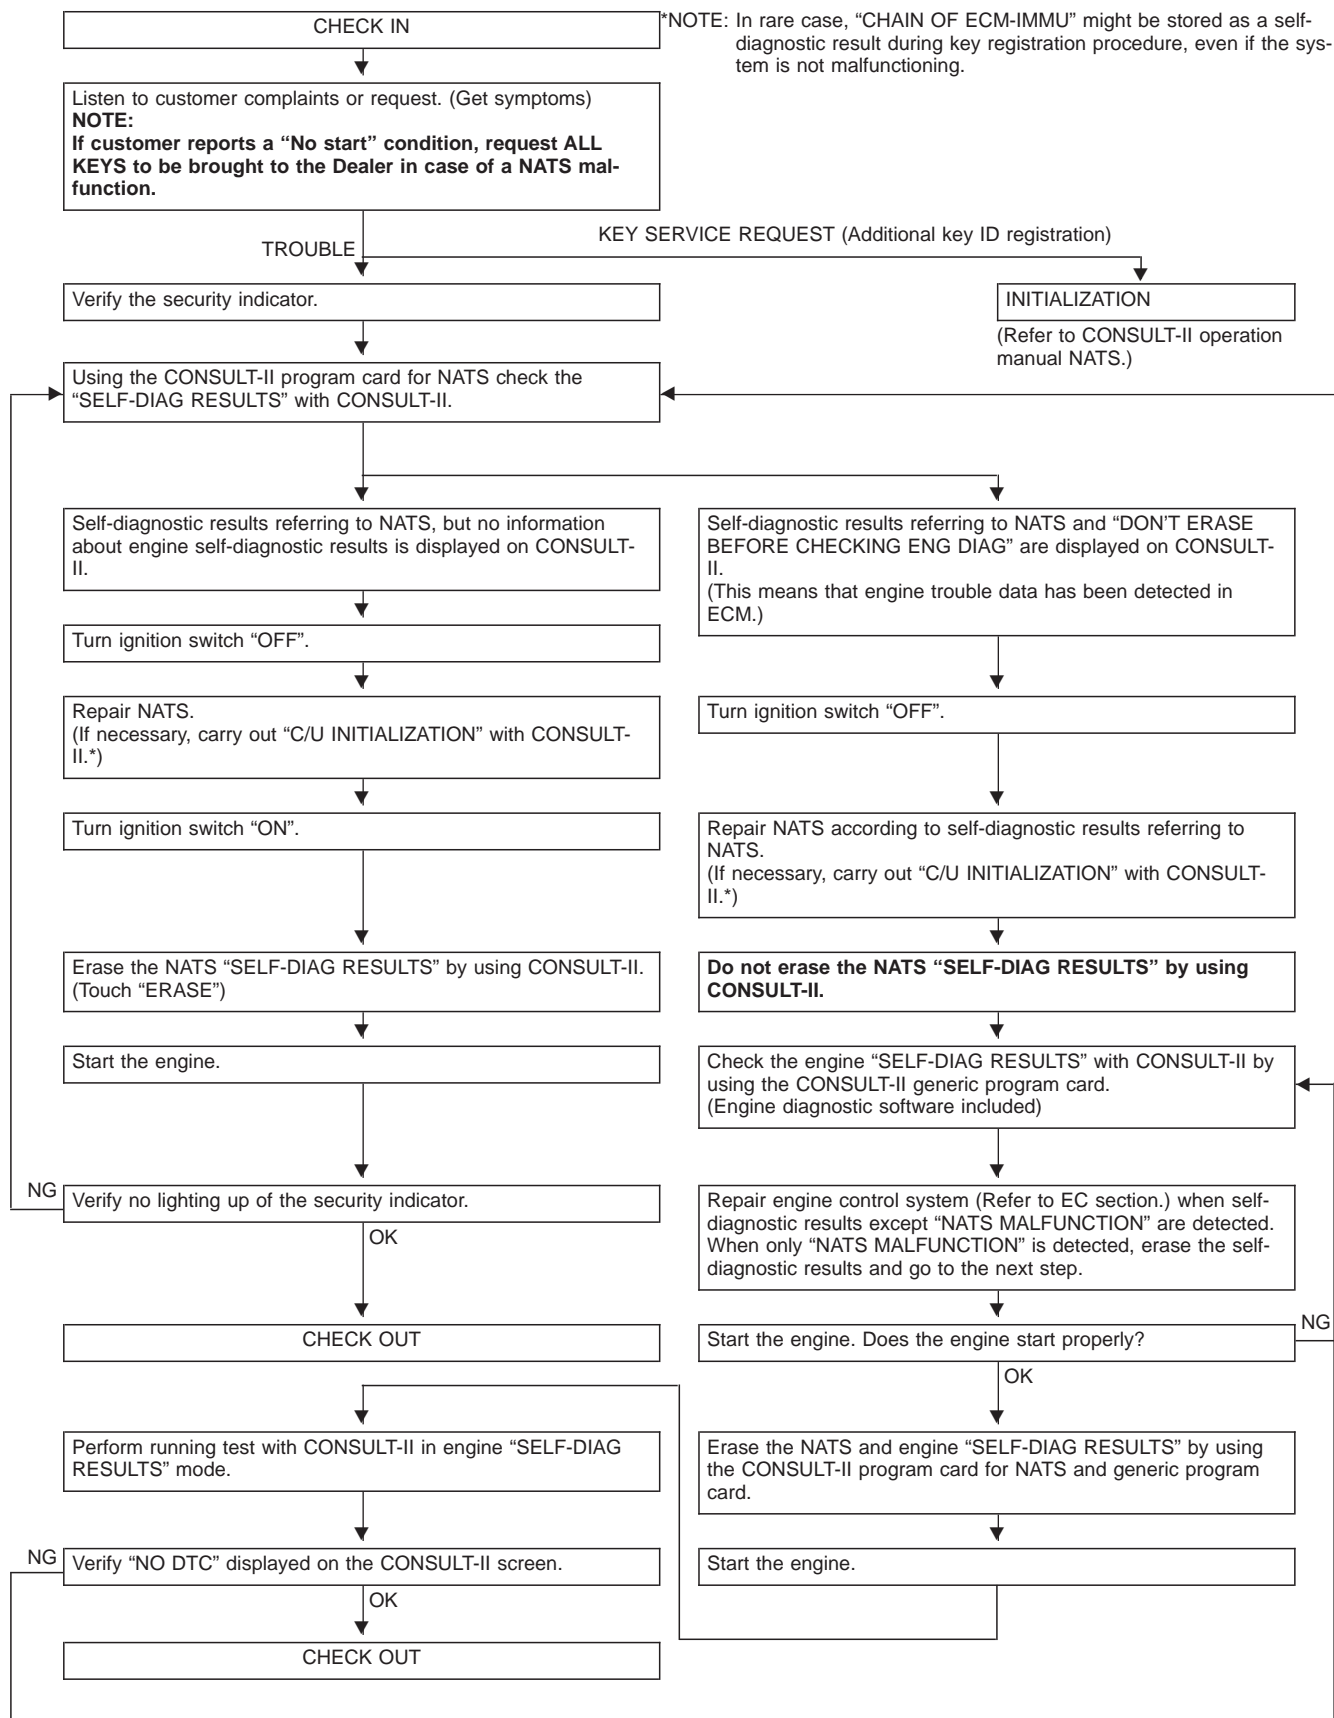 CHECK IN
*NOTE: In rare case, “CHAIN OF ECM-IMMU” might be stored as a self-
diagnostic result during key registration procedure, even if the sys-
tem is not malfunctioning.
Listen to customer complaints or request. (Get symptoms)
NOTE:
If customer reports a “No start” condition, request ALL
KEYS to be brought to the Dealer in case of a NATS mal-
function.
TROUBLE
KEY SERVICE REQUEST (Additional key ID registration)
Verify the security indicator.
INITIALIZATION
(Refer to CONSULT-II operation
manual NATS.)
Using the CONSULT-II program card for NATS check the
“SELF-DIAG RESULTS” with CONSULT-II.
Self-diagnostic results referring to NATS, but no information
about engine self-diagnostic results is displayed on CONSULT-
II.
Self-diagnostic results referring to NATS and “DON’T ERASE
BEFORE CHECKING ENG DIAG” are displayed on CONSULT-
II.
(This means that engine trouble data has been detected in
ECM.)
Turn ignition switch “OFF”.
Repair NATS.
(If necessary, carry out “C/U INITIALIZATION” with CONSULT-
II.*)
Turn ignition switch “OFF”.
Turn ignition switch “ON”.
Repair NATS according to self-diagnostic results referring to
NATS.
(If necessary, carry out “C/U INITIALIZATION” with CONSULT-
II.*)
Erase the NATS “SELF-DIAG RESULTS” by using CONSULT-II.
(Touch “ERASE”)
Do not erase the NATS “SELF-DIAG RESULTS” by using
CONSULT-II.
Start the engine.
Check the engine “SELF-DIAG RESULTS” with CONSULT-II by
using the CONSULT-II generic program card.
(Engine diagnostic software included)
NG
Verify no lighting up of the security indicator.
OK
Repair engine control system (Refer to EC section.) when self-
diagnostic results except “NATS MALFUNCTION” are detected.
When only “NATS MALFUNCTION” is detected, erase the self-
diagnostic results and go to the next step.
CHECK OUT
Start the engine. Does the engine start properly?
NG
OK
Perform running test with CONSULT-II in engine “SELF-DIAG
RESULTS” mode.
Erase the NATS and engine “SELF-DIAG RESULTS” by using
the CONSULT-II program card for NATS and generic program
card.
NG
Verify “NO DTC” displayed on the CONSULT-II screen.
Start the engine.
OK
CHECK OUT